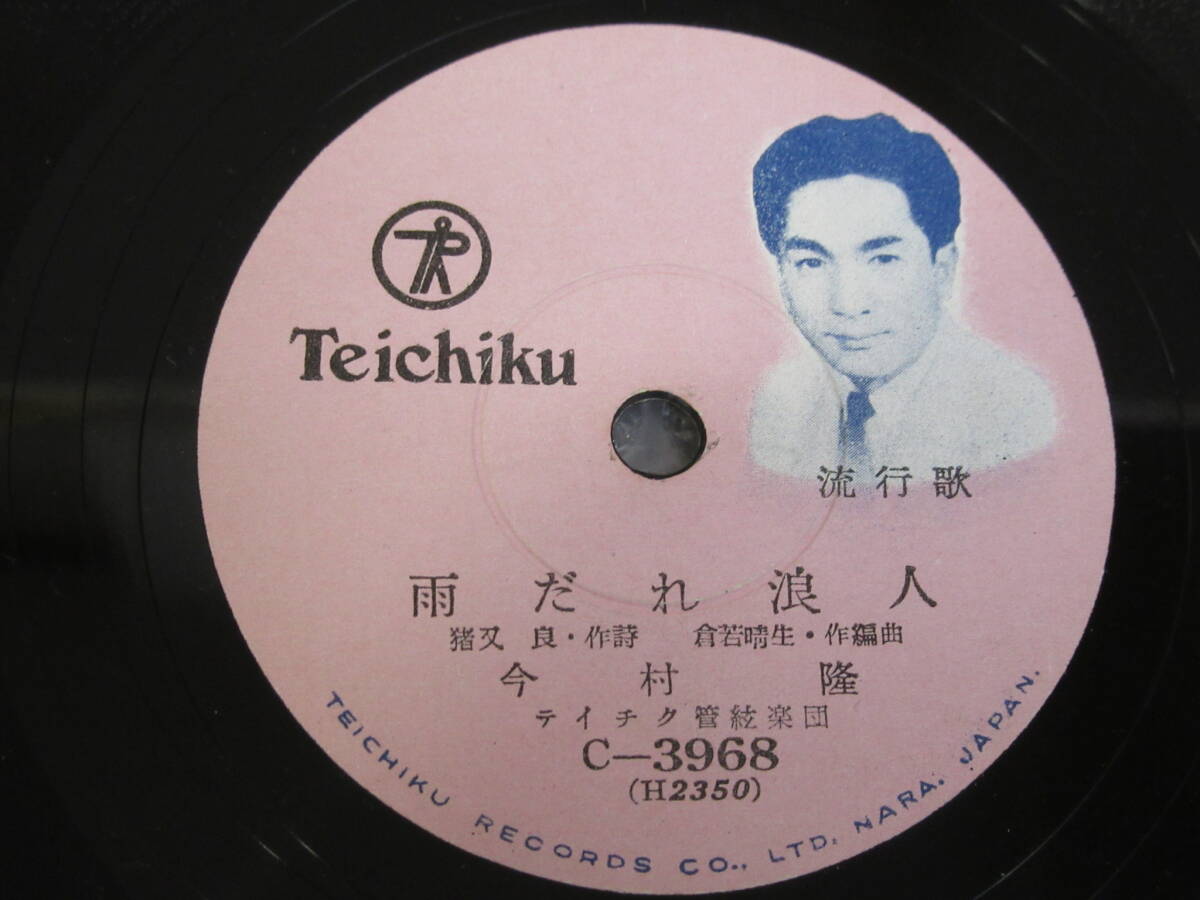 Teichiku
流行歌
雨だれ浪人
猪又 良・作詩 倉若晴生・作編曲
今村 隆
テイチク管絃楽団
C—3968
(H2350)
TEICHIKU RECORDS CO., LTD. NARA. JAPAN.